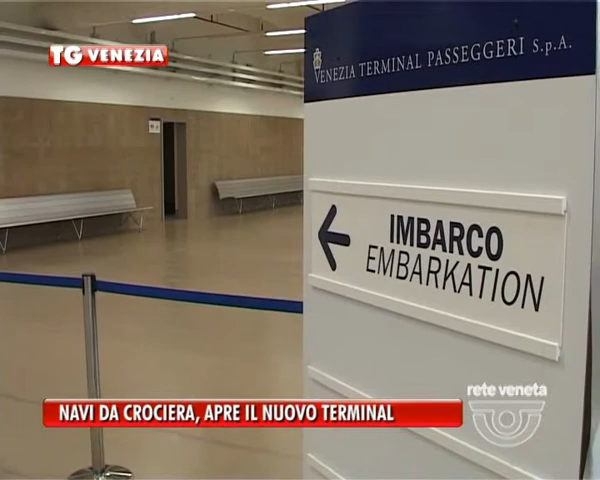 TG VENEZIA
VENEZIA TERMINAL PASSEGGERI S.p.A.
IMBARCO
EMBARKATION
rete veneta
NAVI DA CROCIERA, APRE IL NUOVO TERMINAL